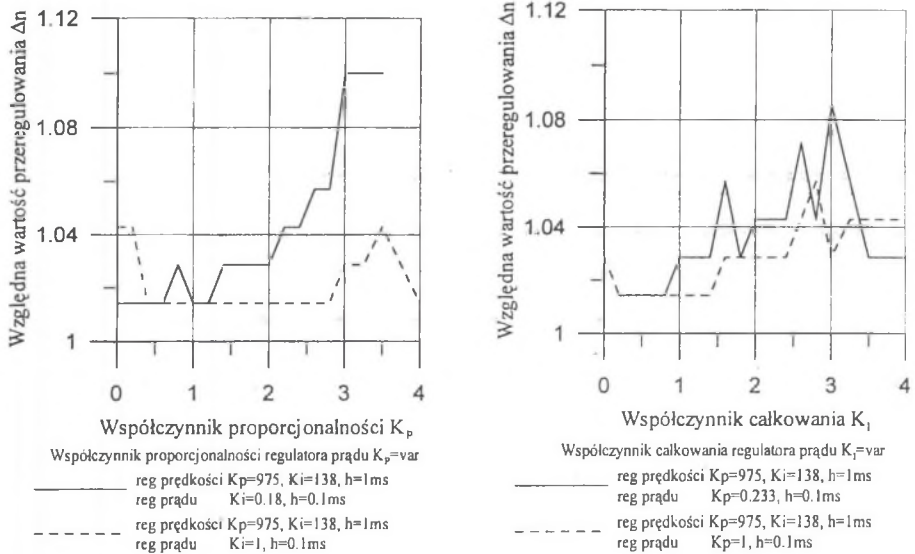 Względna wartość przeregulowania Δn
1.12
1.08
1.04
1
0 1 2 3 4
Współczynnik proporcjonalności Kₚ
Współczynnik proporcjonalności regulatora prądu Kₚ=var
reg prędkości Kp=975, Ki=138, h=1ms
reg prądu Ki=0.18, h=0.1ms
reg prędkości Kp=975, Ki=138, h=1ms
reg prądu Ki=1, h=0.1ms
Względna wartość przeregulowania Δn
1.12
1.08
1.04
1
0 1 2 3 4
Współczynnik całkowania K₁
Współczynnik całkowania regulatora prądu K₁=var
reg prędkości Kp=975, Ki=138, h=1ms
reg prądu Kp=0.233, h=0.1ms
reg prędkości Kp=975, Ki=138, h=1ms
reg prądu Kp=1, h=0.1ms